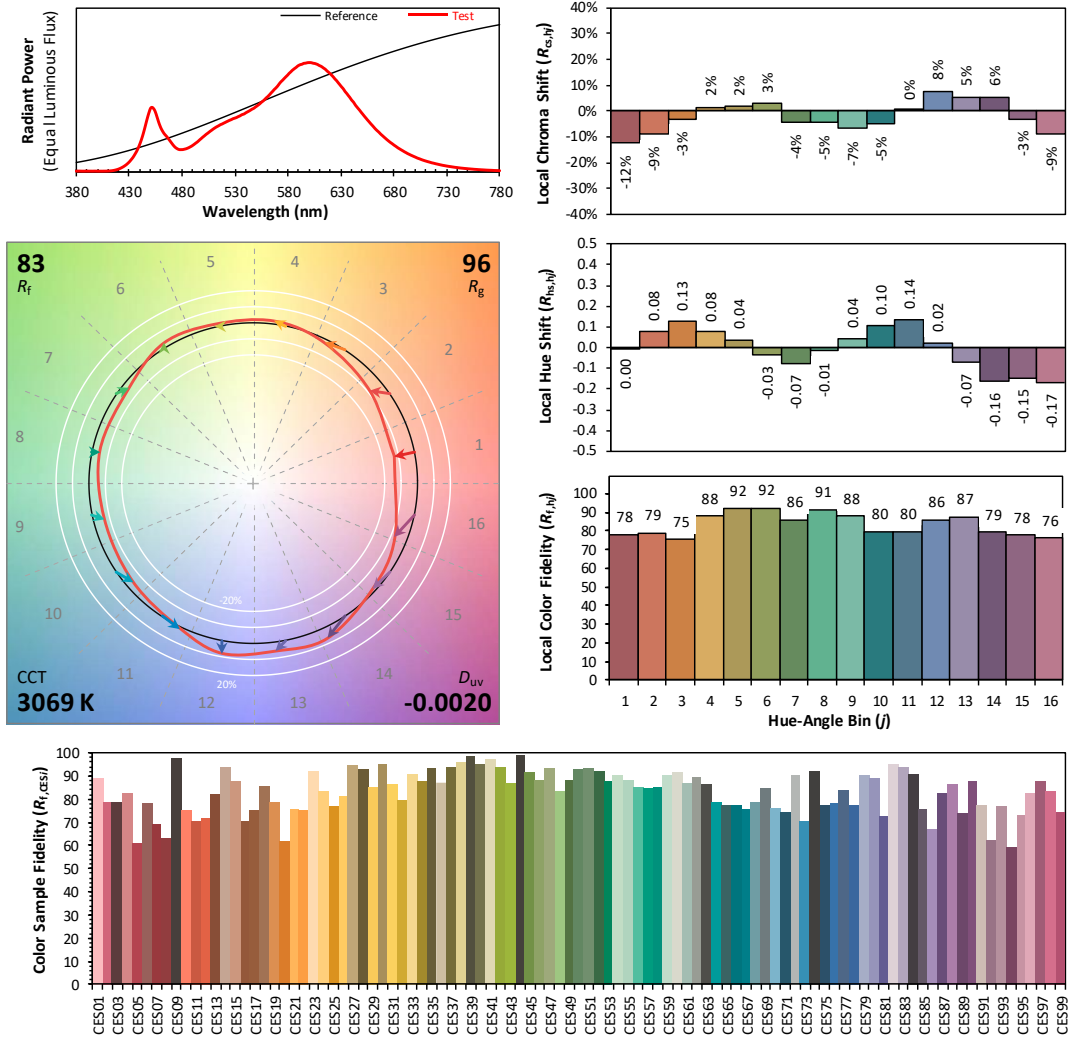 Reference Test
Radiant Power
(Equal Luminous Flux)
380 430 480 530 580 630 680 730 780
Wavelength (nm)
Local Chroma Shift (Rcs,hj)
40%
30%
20%
10%
0%
-10%
-20%
-30%
-40%
-12% -9% -3% 2% 2% 3% -4% -5% -7% -5% 0% 8% 5% 6% -3% -9%
83
Rf
96
Rg
CCT
3069 K
Duv
-0.0020
1 2 3 4 5 6 7 8 9 10 11 12 13 14 15 16
-20%
20%
Local Hue Shift (Rhs,hj)
0.5
0.4
0.3
0.2
0.1
0.0
-0.1
-0.2
-0.3
-0.4
-0.5
0.00 0.08 0.13 0.08 0.04 -0.03 -0.07 -0.01 0.04 0.10 0.14 0.02 -0.07 -0.16 -0.15 -0.17
Local Color Fidelity (Rf,hj)
100
90
80
70
60
50
40
30
20
10
0
78 79 75 88 92 92 86 91 88 80 80 86 87 79 78 76
1 2 3 4 5 6 7 8 9 10 11 12 13 14 15 16
Hue-Angle Bin (j)
Color Sample Fidelity (Rf,CESi)
100
90
80
70
60
50
40
30
20
10
0
CES01 CES03 CES05 CES07 CES09 CES11 CES13 CES15 CES17 CES19 CES21 CES23 CES25 CES27 CES29 CES31 CES33 CES35 CES37 CES39 CES41 CES43 CES45 CES47 CES49 CES51 CES53 CES55 CES57 CES59 CES61 CES63 CES65 CES67 CES69 CES71 CES73 CES75 CES77 CES79 CES81 CES83 CES85 CES87 CES89 CES91 CES93 CES95 CES97 CES99